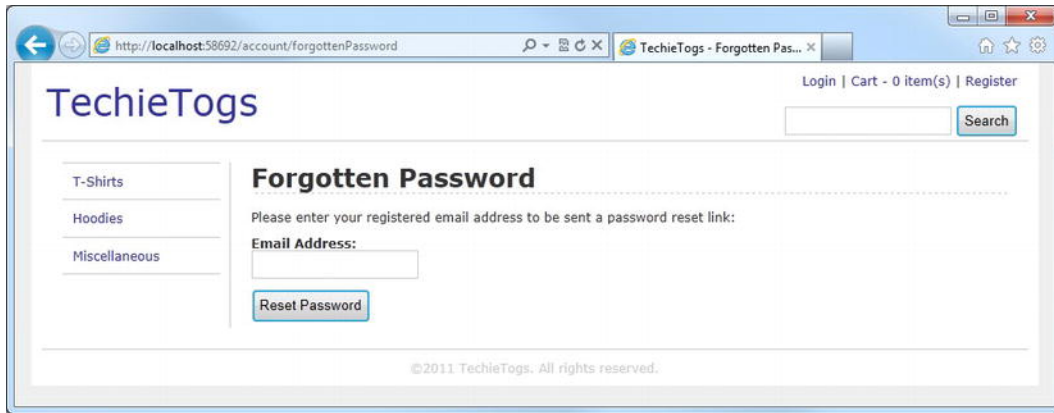 http://localhost:58692/account/forgottenPassword
TechieTogs - Forgotten Pas...
Login | Cart - 0 item(s) | Register
TechieTogs
Search
T-Shirts
Hoodies
Miscellaneous
Forgotten Password
Please enter your registered email address to be sent a password reset link:
Email Address:
Reset Password
©2011 TechieTogs. All rights reserved.